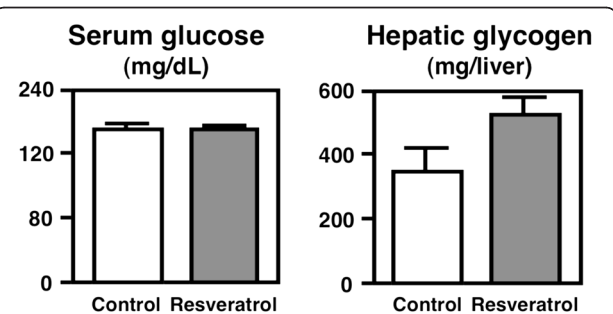 Serum glucose
(mg/dL)
240
120
80
0
Control Resveratrol
Hepatic glycogen
(mg/liver)
600
400
200
0
Control Resveratrol